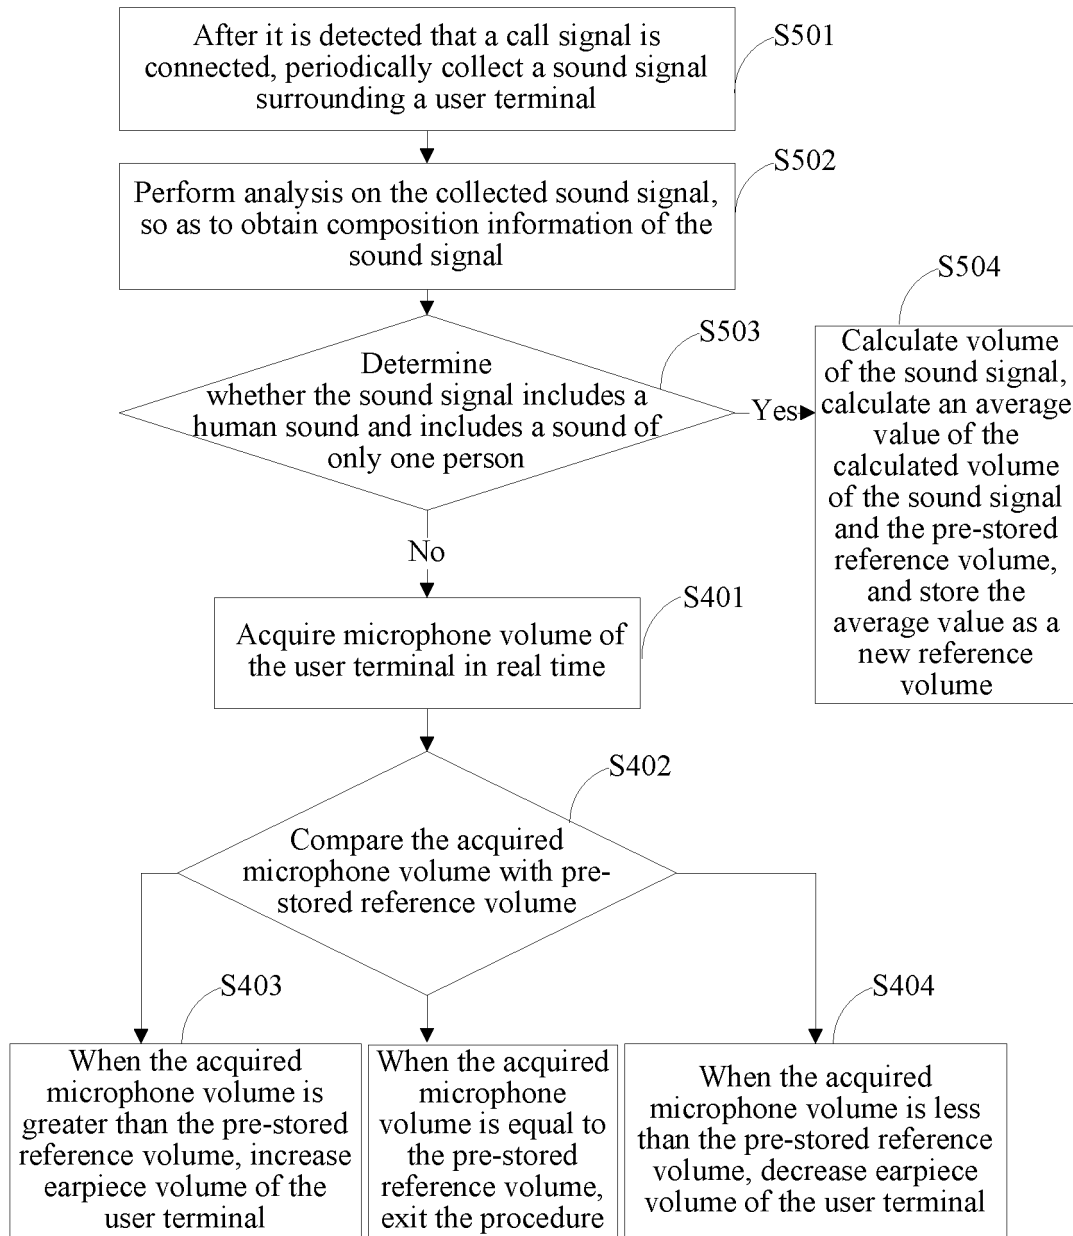 After it is detected that a call signal is
connected, periodically collect a sound signal
surrounding a user terminal
S501
Perform analysis on the collected sound signal,
so as to obtain composition information of the
sound signal
S502
Determine
whether the sound signal includes a
human sound and includes a sound of
only one person
S503
Yes
S504
Calculate volume
of the sound signal,
calculate an average
value of the
calculated volume
of the sound signal
and the pre-stored
reference volume,
and store the
average value as a
new reference
volume
No
Acquire microphone volume of
the user terminal in real time
S401
Compare the acquired
microphone volume with pre-
stored reference volume
S402
S403
When the acquired
microphone volume is
greater than the pre-stored
reference volume, increase
earpiece volume of the
user terminal
When the acquired
microphone
volume is equal to
the pre-stored
reference volume,
exit the procedure
S404
When the acquired
microphone volume is less
than the pre-stored reference
volume, decrease earpiece
volume of the user terminal